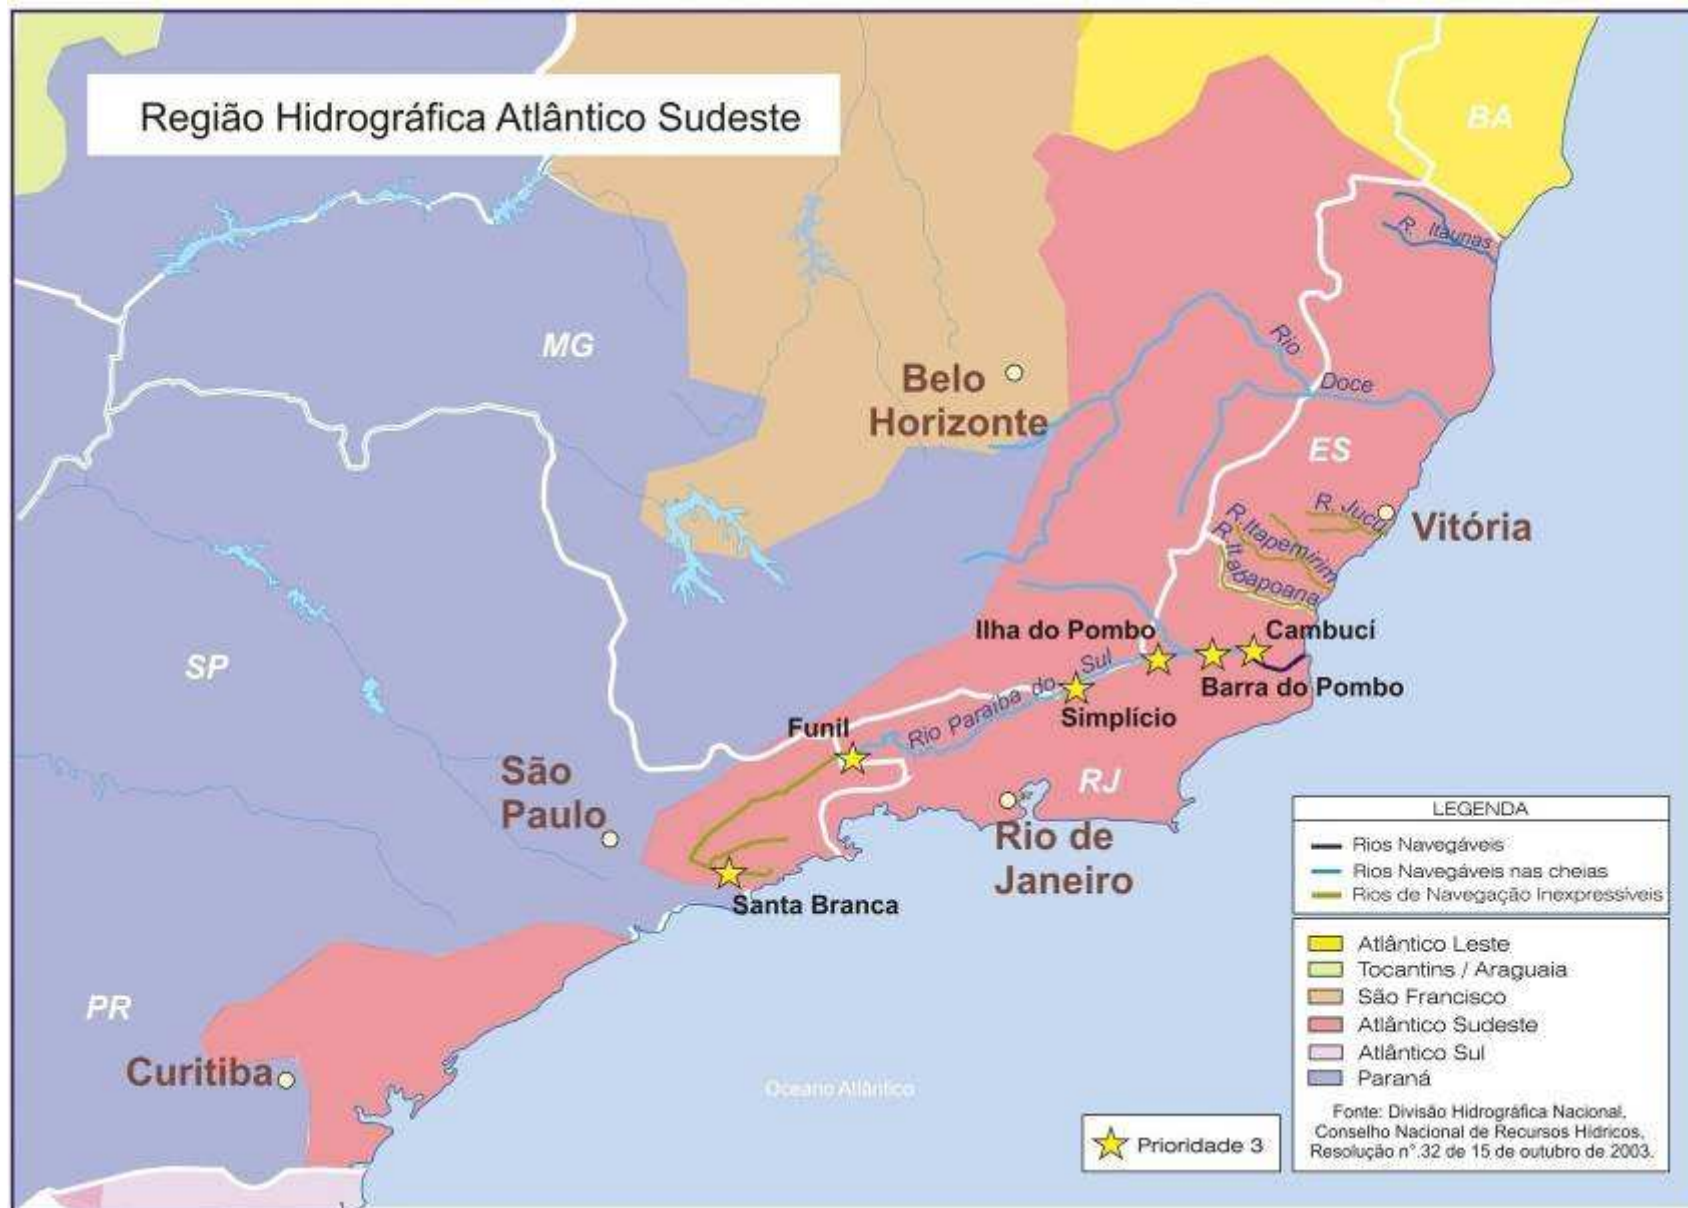 Região Hidrográfica Atlântico Sudeste
BA
R. Itaunas
MG
Rio
Doce
Belo
Horizonte
ES
R. Jucu
Vitória
R.Itapemirim
R.Itabapoana
Ilha do Pombo
Cambucí
SP
Rio Paraíba do Sul
Barra do Pombo
Simplício
Funil
São
Paulo
RJ
Rio de
Janeiro
Santa Branca
PR
Curitiba
Oceano Atlântico
Prioridade 3
LEGENDA
Rios Navegáveis
Rios Navegáveis nas cheias
Rios de Navegação Inexpressíveis
Atlântico Leste
Tocantins / Araguaia
São Francisco
Atlântico Sudeste
Atlântico Sul
Paraná
Fonte: Divisão Hidrográfica Nacional,
Conselho Nacional de Recursos Hídricos,
Resolução n°.32 de 15 de outubro de 2003.